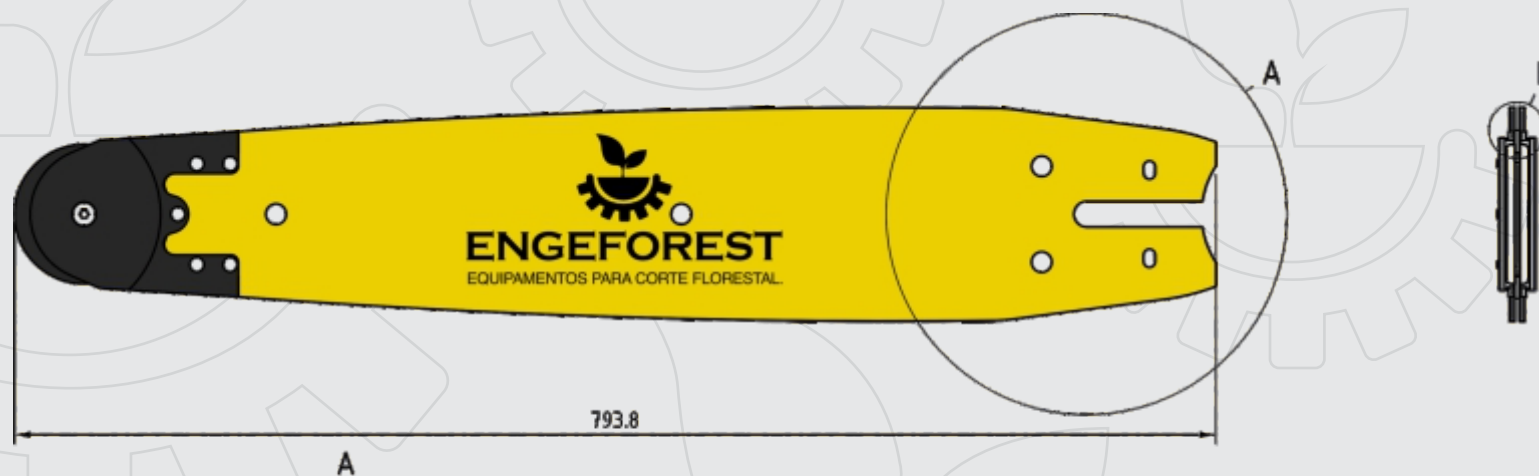 A
ENGEFOREST
EQUIPAMENTOS PARA CORTE FLORESTAL.
793.8
A